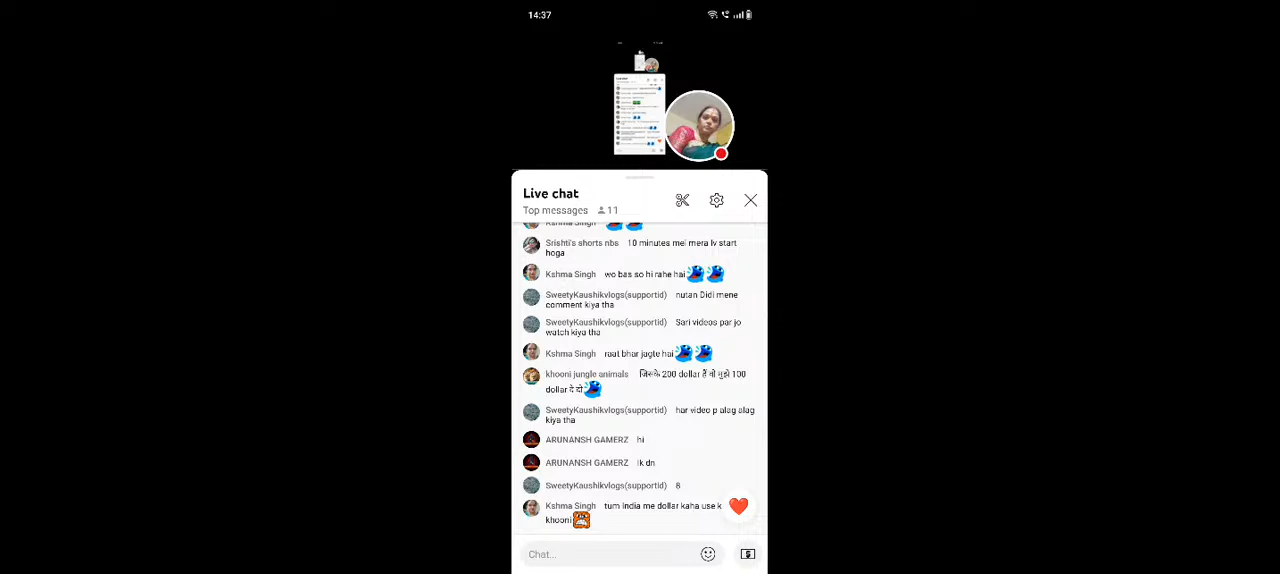 14:37
Live chat
Top messages 11
Kshma Singh
Srishti's shorts nbs 10 minutes mei mera lv start
hoga
Kshma Singh wo bas so hi rahe hai
SweetyKaushikvlogs(supportid) nutan Didi mene
comment kiya tha
SweetyKaushikvlogs(supportid) Sari videos par jo
watch kiya tha
Kshma Singh raat bhar jagte hai
khooni jungle animals जिसके 200 dollar हैं वो मुझे 100
dollar दे दो
SweetyKaushikvlogs(supportid) har video p alag alag
kiya tha
ARUNANSH GAMERZ hi
ARUNANSH GAMERZ ik dn
SweetyKaushikvlogs(supportid) 8
Kshma Singh tum India me dollar kaha use k
khooni
Chat...